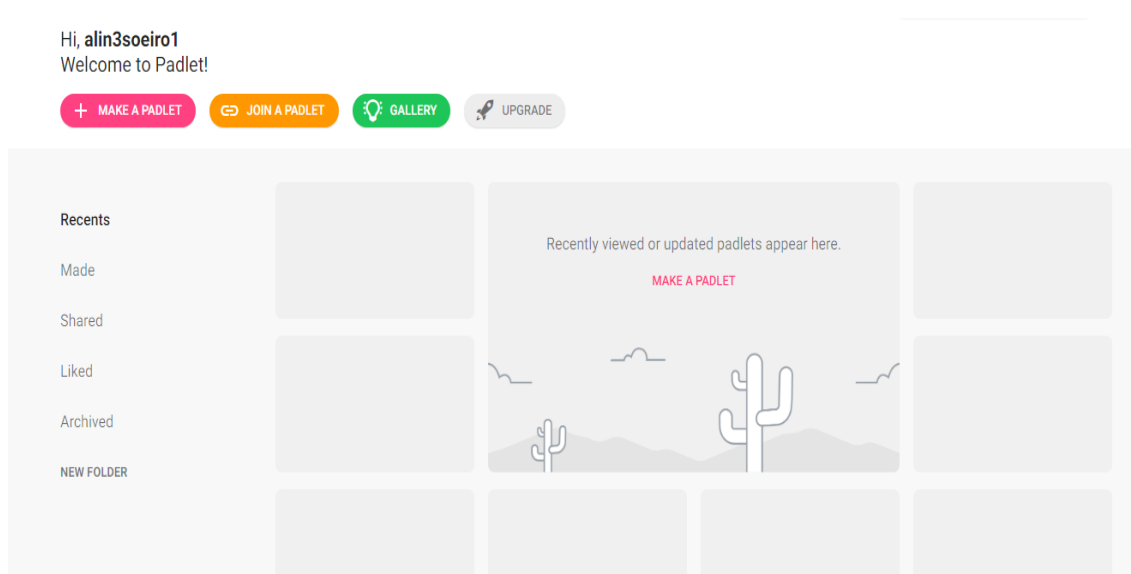 Hi, alin3soeiro1
Welcome to Padlet!
MAKE A PADLET
JOIN A PADLET
GALLERY
UPGRADE
Recents
Made
Shared
Liked
Archived
NEW FOLDER
Recently viewed or updated padlets appear here.
MAKE A PADLET